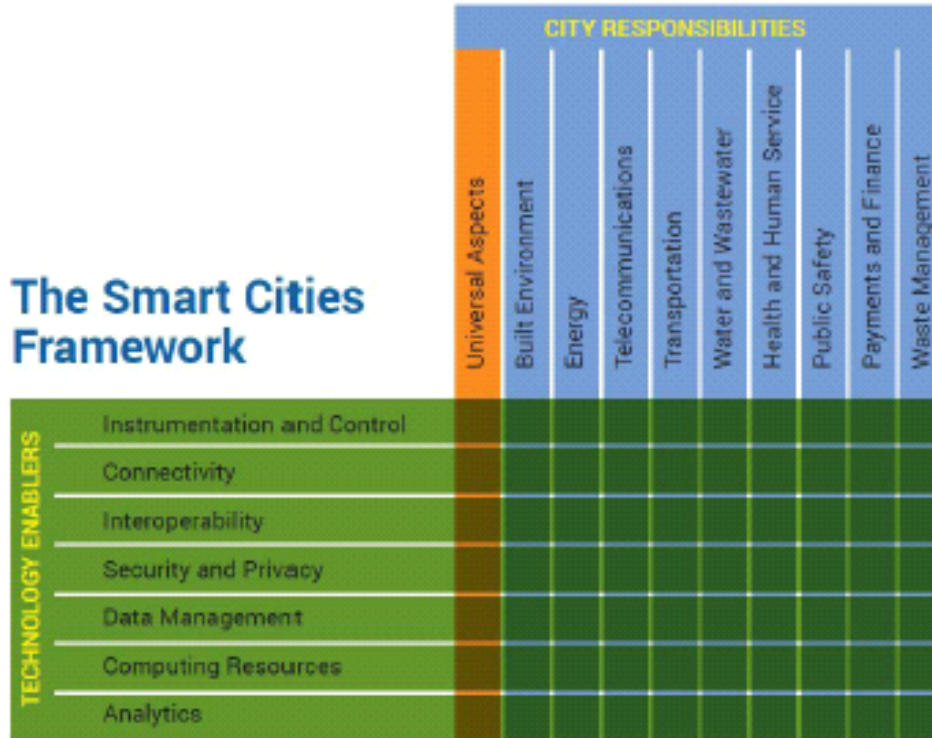 CITY RESPONSIBILITIES
Universal Aspects
Built Environment
Energy
Telecommunications
Transportation
Water and Wastewater
Health and Human Service
Public Safety
Payments and Finance
Waste Management
The Smart Cities
Framework
TECHNOLOGY ENABLERS
Instrumentation and Control
Connectivity
Interoperability
Security and Privacy
Data Management
Computing Resources
Analytics